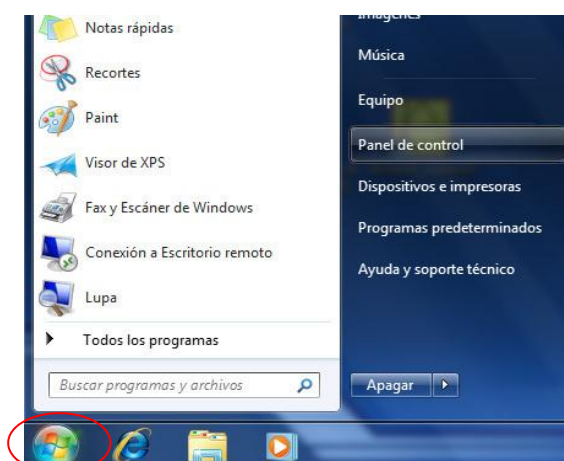 Notas rápidas
Recortes
Paint
Visor de XPS
Fax y Escáner de Windows
Conexión a Escritorio remoto
Lupa
Todos los programas
Buscar programas y archivos
Imágenes
Música
Equipo
Panel de control
Dispositivos e impresoras
Programas predeterminados
Ayuda y soporte técnico
Apagar